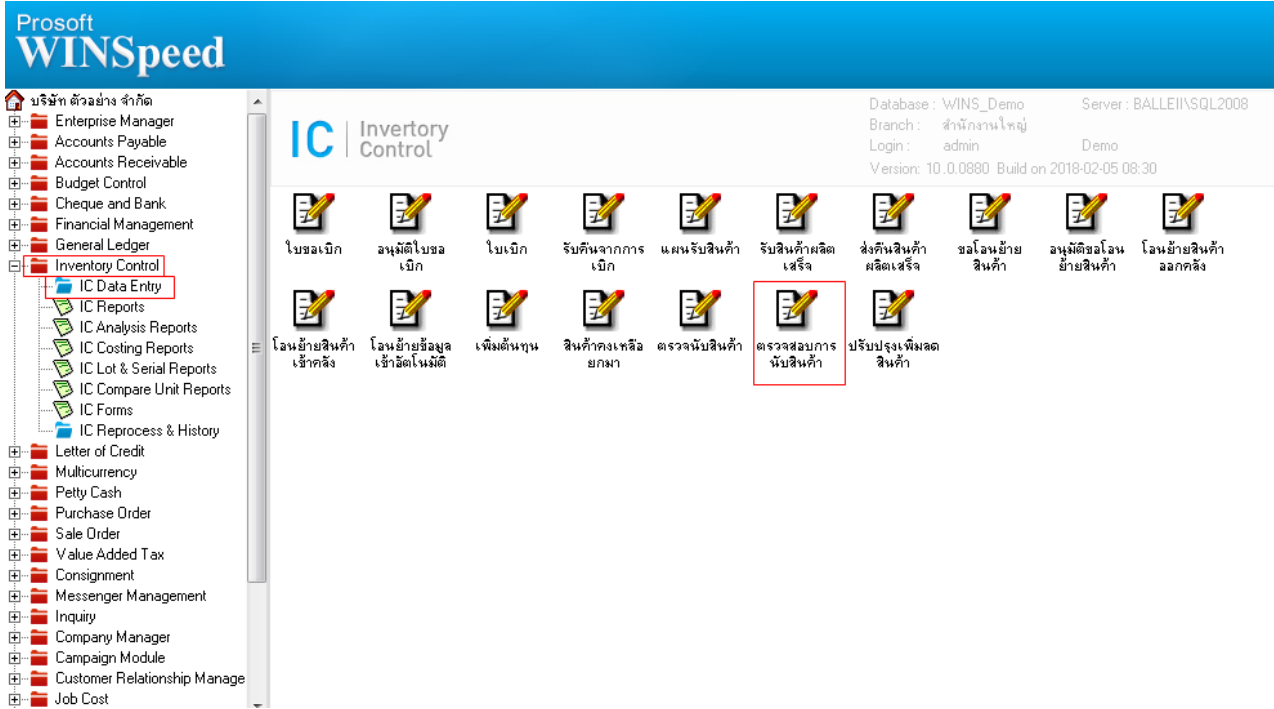 Prosoft
WINSpeed
บริษัท ตัวอย่าง จำกัด
Enterprise Manager
Accounts Payable
Accounts Receivable
Budget Control
Cheque and Bank
Financial Management
General Ledger
Inventory Control
IC Data Entry
IC Reports
IC Analysis Reports
IC Costing Reports
IC Lot & Serial Reports
IC Compare Unit Reports
IC Forms
IC Reprocess & History
Letter of Credit
Multicurrency
Petty Cash
Purchase Order
Sale Order
Value Added Tax
Consignment
Messenger Management
Inquiry
Company Manager
Campaign Module
Customer Relationship Manage
Job Cost
IC Invertory
Control
Database : WINS_Demo Server : BALLEII\SQL2008
Branch : สำนักงานใหญ่
Login : admin Demo
Version: 10.0.0880 Build on 2018-02-05 08:30
ใบขอเบิก
อนุมัติใบขอ
เบิก
ใบเบิก
รับคืนจากการ
เบิก
แผนรับสินค้า
รับสินค้าผลิต
เสร็จ
ส่งคืนสินค้า
ผลิตเสร็จ
ขอโอนย้าย
สินค้า
อนุมัติขอโอน
ย้ายสินค้า
โอนย้ายสินค้า
ออกคลัง
โอนย้ายสินค้า
เข้าคลัง
โอนย้ายข้อมูล
เข้าอัตโนมัติ
เพิ่มต้นทุน
สินค้าคงเหลือ
ยกมา
ตรวจนับสินค้า
ตรวจสอบการ
นับสินค้า
ปรับปรุงเพิ่มลด
สินค้า